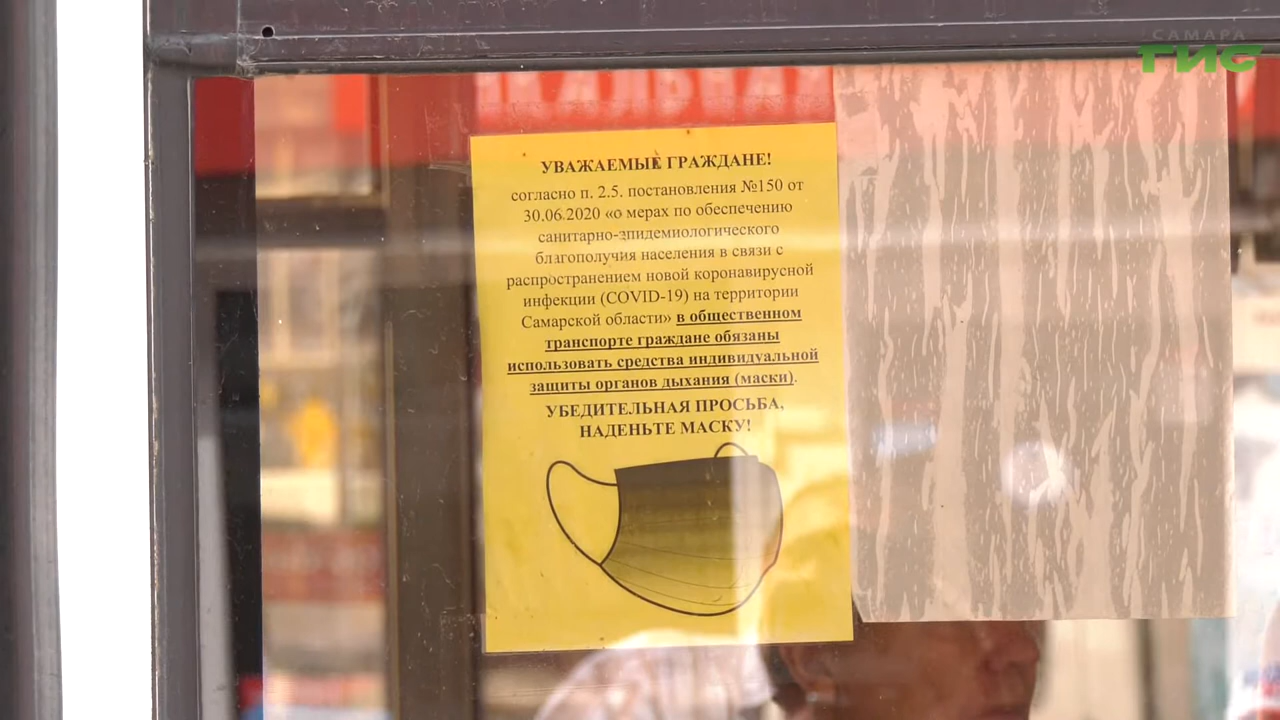 САМАРА
ГИС
УВАЖАЕМЫЕ ГРАЖДАНЕ!
согласно п. 2.5. постановления №150 от
30.06.2020 «о мерах по обеспечению
санитарно-эпидемиологического
благополучия населения в связи с
распространением новой коронавирусной
инфекции (COVID-19) на территории
Самарской области» в общественном
транспорте граждане обязаны
использовать средства индивидуальной
защиты органов дыхания (маски).
УБЕДИТЕЛЬНАЯ ПРОСЬБА,
НАДЕНЬТЕ МАСКУ!